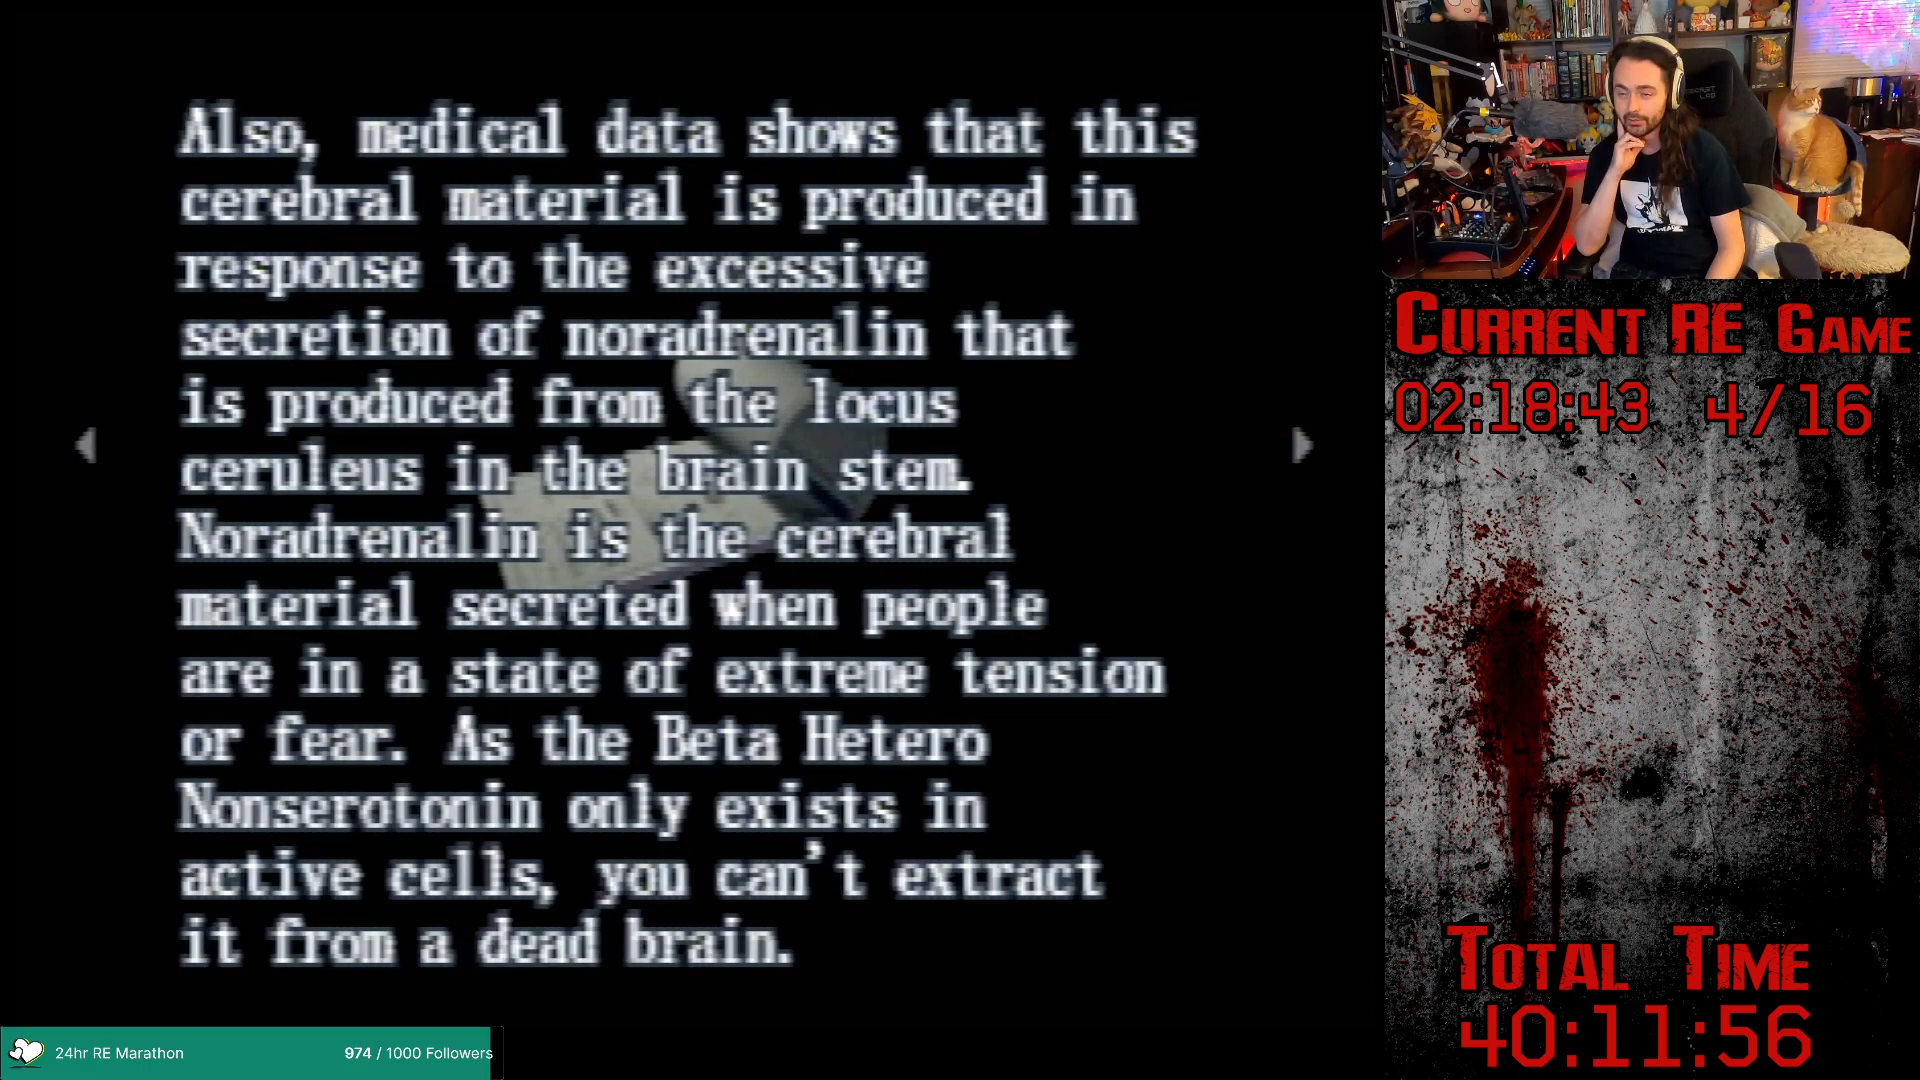 Also, medical data shows that this
cerebral material is produced in
response to the excessive
secretion of noradrenalin that
is produced from the locus
ceruleus in the brain stem.
Noradrenalin is the cerebral
material secreted when people
are in a state of extreme tension
or fear. As the Beta Hetero
Nonserotonin only exists in
active cells, you can't extract
it from a dead brain.
Current RE Game
02:18:43 4/16
Total Time
40:11:56
24hr RE Marathon 974 / 1000 Followers